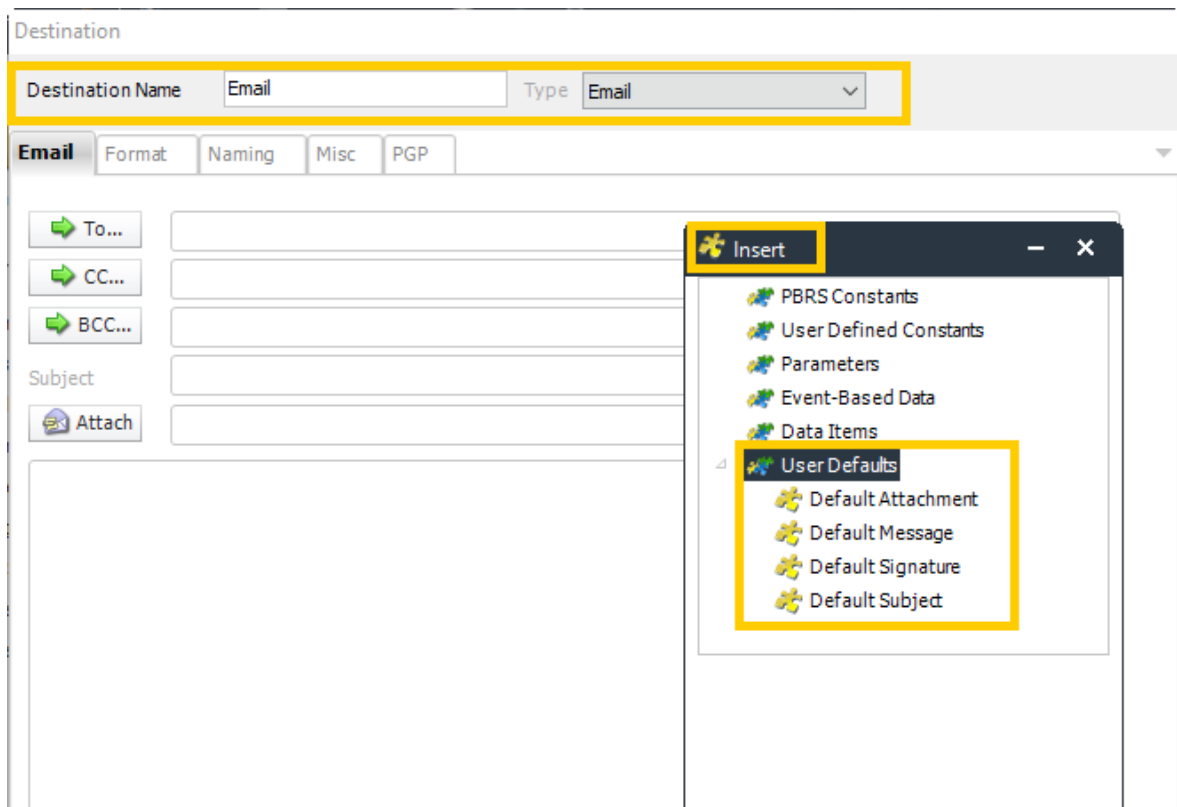 Destination
Destination Name Email Type Email
Email Format Naming Misc PGP
To...
CC...
BCC...
Subject
Attach
Insert
PBRS Constants
User Defined Constants
Parameters
Event-Based Data
Data Items
User Defaults
Default Attachment
Default Message
Default Signature
Default Subject